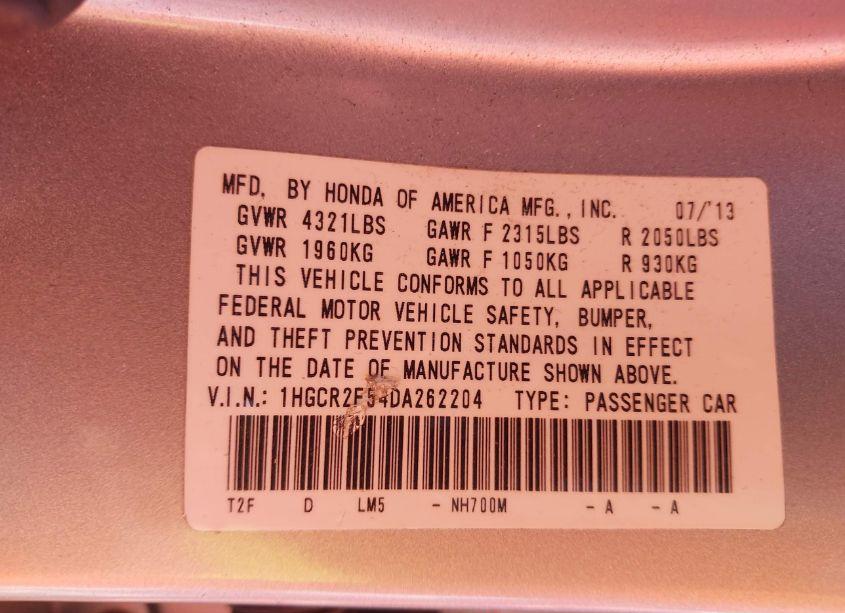 MFD. BY HONDA OF AMERICA MFG., INC. 07/'13
GVWR 4321LBS GAWR F 2315LBS R 2050LBS
GVWR 1960KG GAWR F 1050KG R 930KG
THIS VEHICLE CONFORMS TO ALL APPLICABLE
FEDERAL MOTOR VEHICLE SAFETY, BUMPER,
AND THEFT PREVENTION STANDARDS IN EFFECT
ON THE DATE OF MANUFACTURE SHOWN ABOVE.
V.I.N.: 1HGCR2F54DA262204 TYPE: PASSENGER CAR
T2F D LM5 - NH700M - A - A